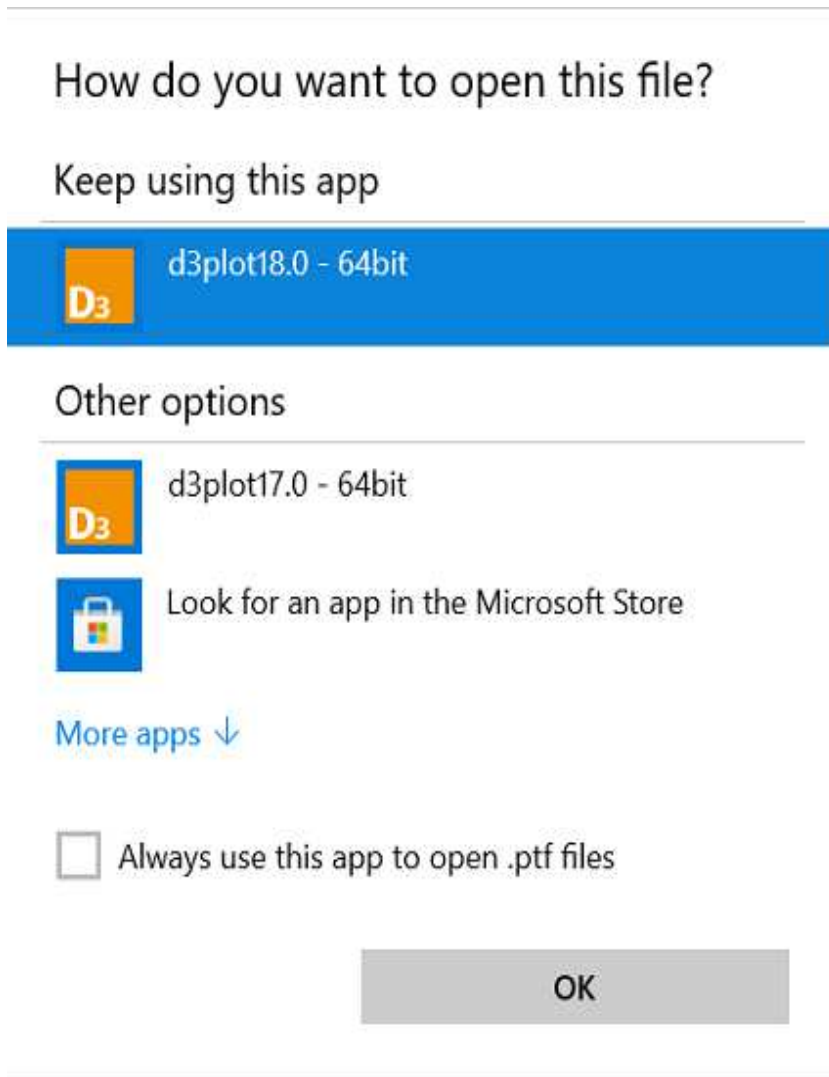 How do you want to open this file?
Keep using this app
D3
d3plot18.0 - 64bit
Other options
D3
d3plot17.0 - 64bit
Look for an app in the Microsoft Store
More apps ↓
Always use this app to open .ptf files
OK